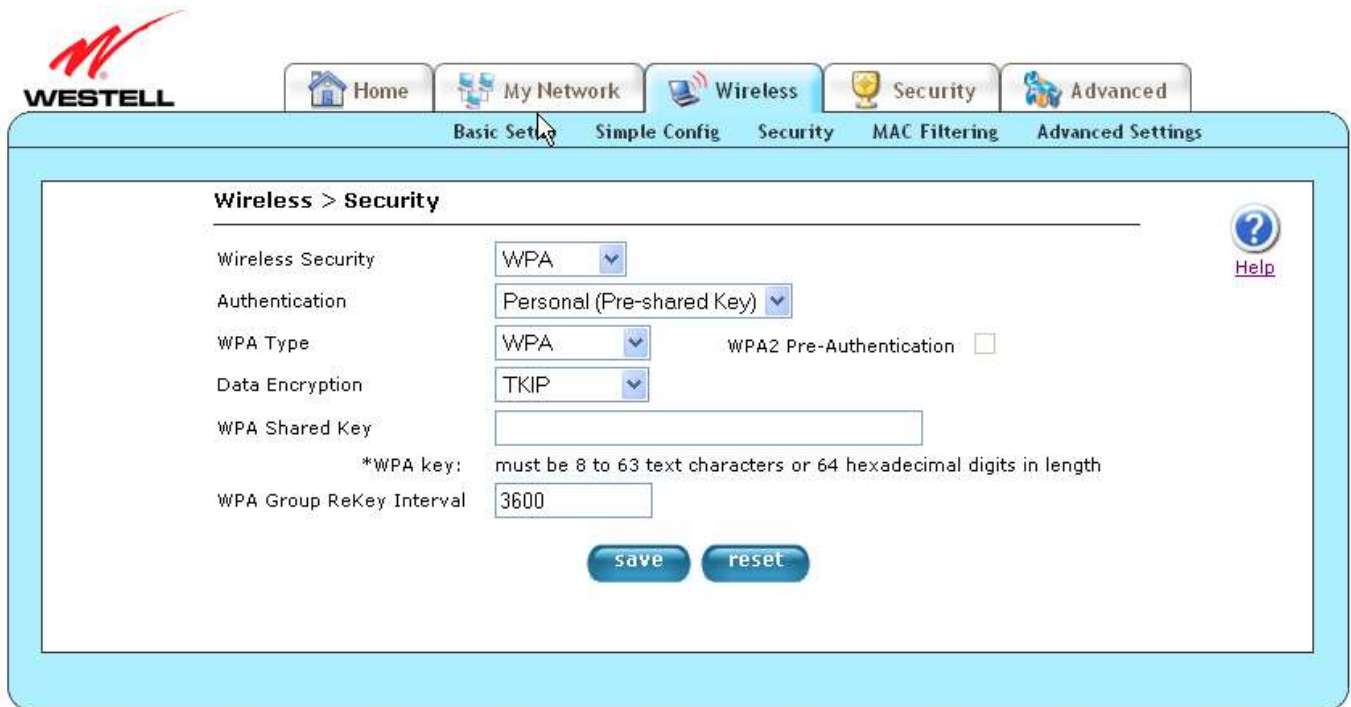 WESTELL
Home My Network Wireless Security Advanced
Basic Setup Simple Config Security MAC Filtering Advanced Settings
Wireless > Security
Help
Wireless Security WPA
Authentication Personal (Pre-shared Key)
WPA Type WPA WPA2 Pre-Authentication
Data Encryption TKIP
WPA Shared Key
*WPA key: must be 8 to 63 text characters or 64 hexadecimal digits in length
WPA Group ReKey Interval 3600
save reset